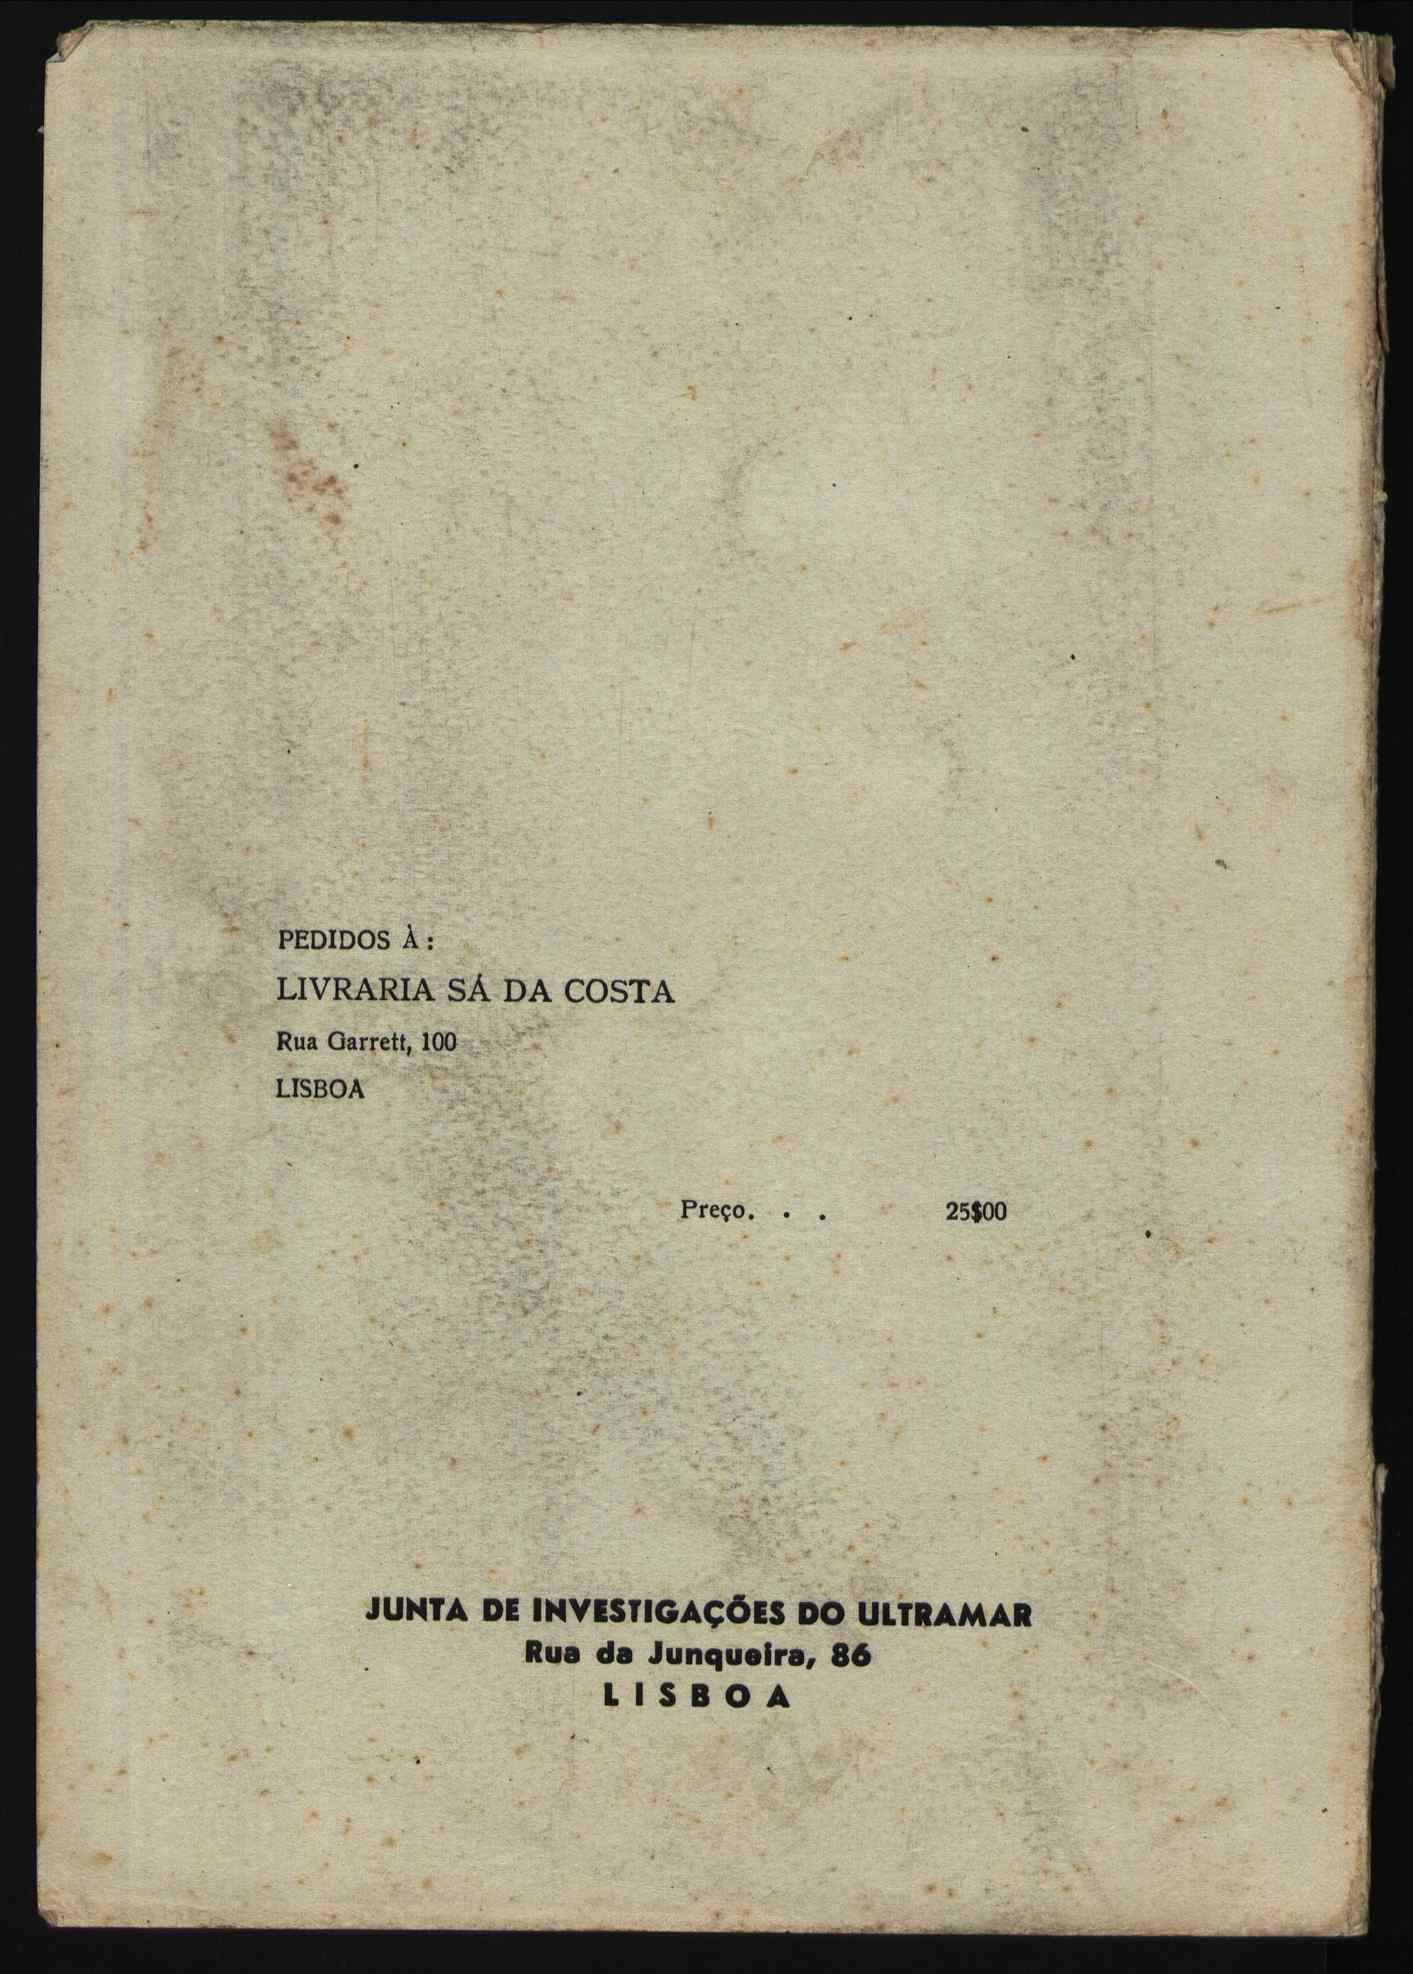 PEDIDOS À :
LIVRARIA SÁ DA COSTA
Rua Garrett, 100
LISBOA
Preço. . . 25$00
JUNTA DE INVESTIGAÇÕES DO ULTRAMAR
Rua da Junqueira, 86
LISBOA